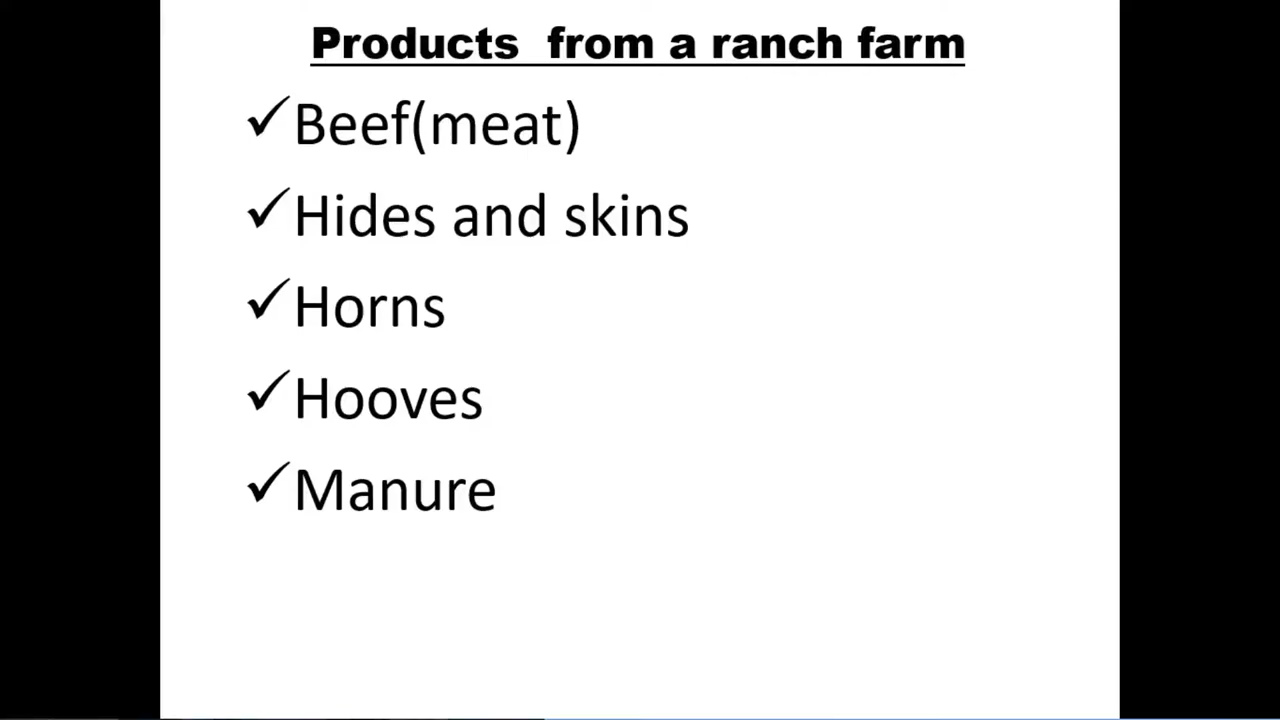 Products from a ranch farm
✓Beef(meat)
✓Hides and skins
✓Horns
✓Hooves
✓Manure